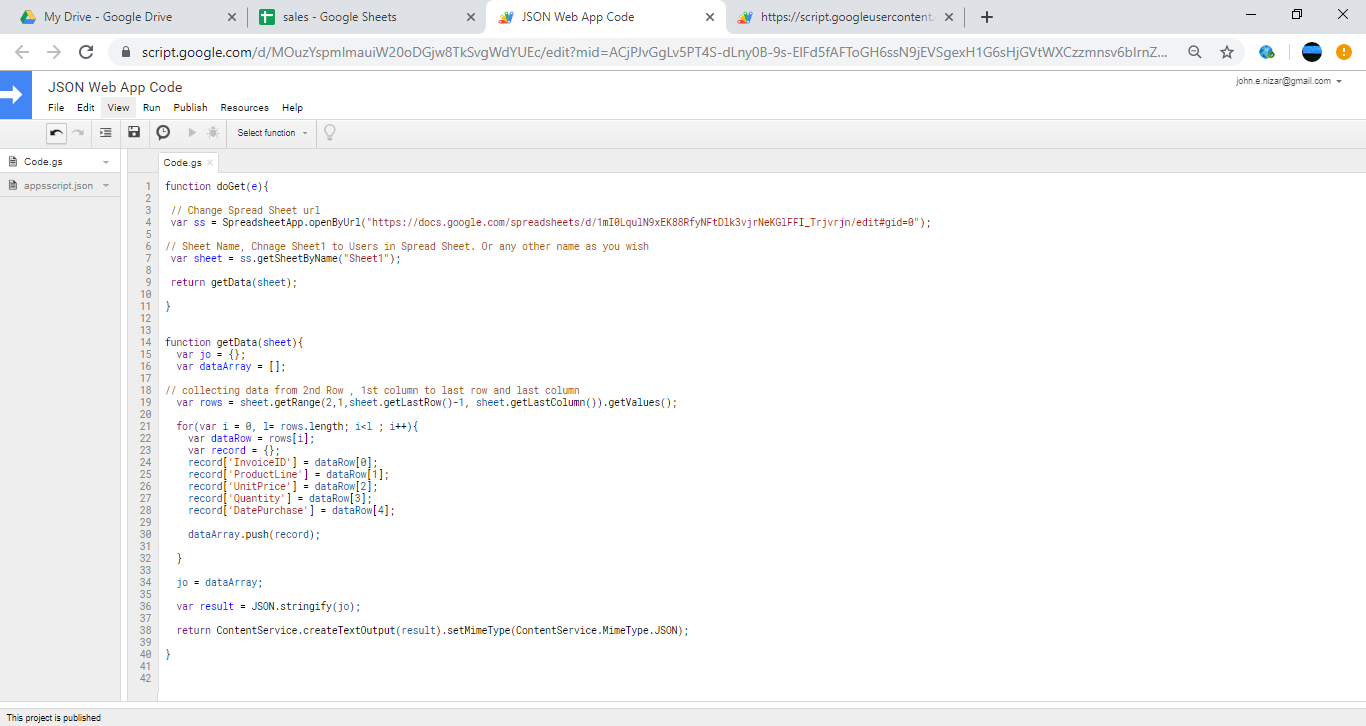 My Drive - Google Drive
sales - Google Sheets
JSON Web App Code
https://script.googleusercontent.
script.google.com/d/MOuzYspmImauiW20oDGjw8TkSvgWdYUEc/edit?mid=ACjPJvGgLv5PT4S-dLny0B-9s-EIFd5fAFToGH6ssN9jEVSgexH1G6sHjGVtWXCzzmnsv6bIrnZ...
JSON Web App Code
john.e.nizar@gmail.com
File Edit View Run Publish Resources Help
Select function
Code.gs
appsscript.json
Code.gs
1 function doGet(e){
2
3 // Change Spread Sheet url
4 var ss = SpreadsheetApp.openByUrl("https://docs.google.com/spreadsheets/d/1mI0LqulN9xEK88RfyNFtDlk3vjrNeKGlFFI_Trjvrjn/edit#gid=0");
5
6 // Sheet Name, Chnage Sheet1 to Users in Spread Sheet. Or any other name as you wish
7 var sheet = ss.getSheetByName("Sheet1");
8
9 return getData(sheet);
10
11 }
12
13
14 function getData(sheet){
15 var jo = {};
16 var dataArray = [];
17
18 // collecting data from 2nd Row , 1st column to last row and last column
19 var rows = sheet.getRange(2,1,sheet.getLastRow()-1, sheet.getLastColumn()).getValues();
20
21 for(var i = 0, l= rows.length; i<l ; i++){
22 var dataRow = rows[i];
23 var record = {};
24 record['InvoiceID'] = dataRow[0];
25 record['ProductLine'] = dataRow[1];
26 record['UnitPrice'] = dataRow[2];
27 record['Quantity'] = dataRow[3];
28 record['DatePurchase'] = dataRow[4];
29
30 dataArray.push(record);
31
32 }
33
34 jo = dataArray;
35
36 var result = JSON.stringify(jo);
37
38 return ContentService.createTextOutput(result).setMimeType(ContentService.MimeType.JSON);
39
40 }
41
42
This project is published